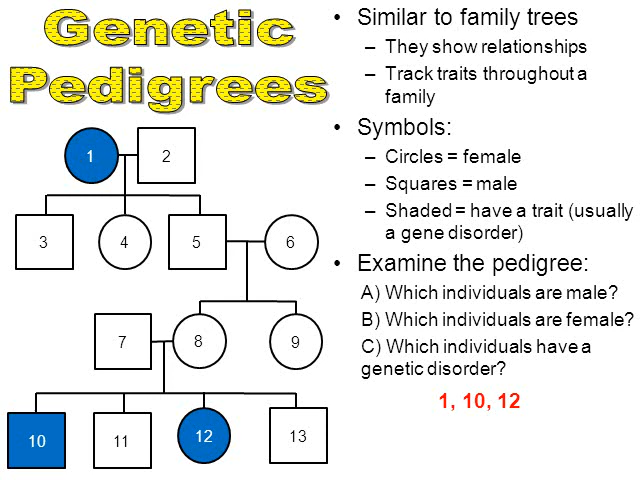 Genetic
Pedigrees
1 2
3 4 5 6
7 8 9
10 11 12 13
• Similar to family trees
– They show relationships
– Track traits throughout a
family
• Symbols:
– Circles = female
– Squares = male
– Shaded = have a trait (usually
a gene disorder)
• Examine the pedigree:
A) Which individuals are male?
B) Which individuals are female?
C) Which individuals have a
genetic disorder?
1, 10, 12